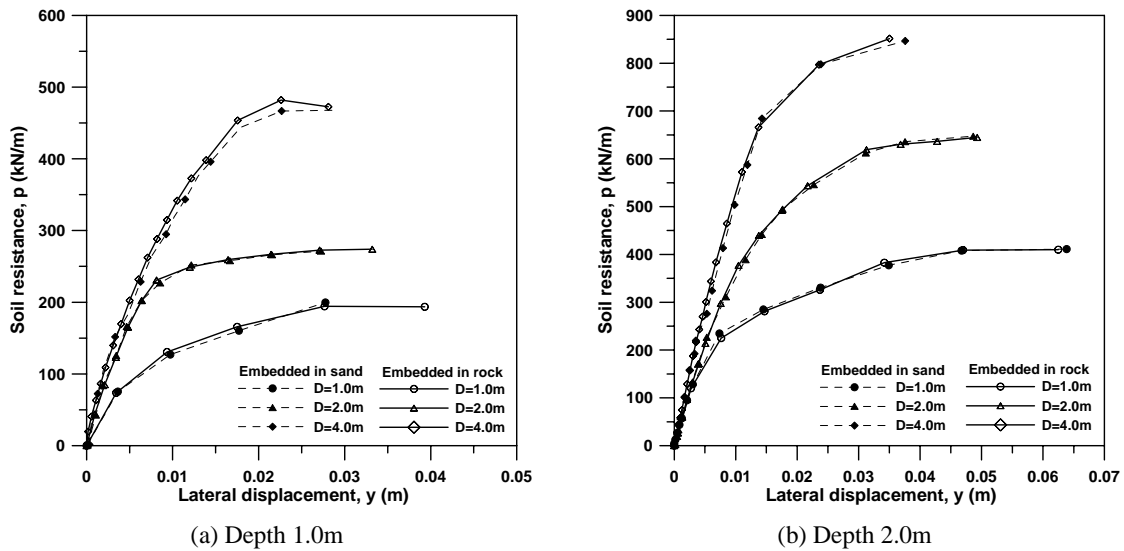 600
500
400
300
200
100
0
Soil resistance, p (kN/m)
0.00 0.01 0.02 0.03 0.04 0.05
Lateral displacement, y (m)
Embedded in sand Embedded in rock
D=1.0m D=1.0m
D=2.0m D=2.0m
D=4.0m D=4.0m
(a) Depth 1.0m
900
800
700
600
500
400
300
200
100
0
Soil resistance, p (kN/m)
0.00 0.01 0.02 0.03 0.04 0.05 0.06 0.07
Lateral displacement, y (m)
Embedded in sand Embedded in rock
D=1.0m D=1.0m
D=2.0m D=2.0m
D=4.0m D=4.0m
(b) Depth 2.0m